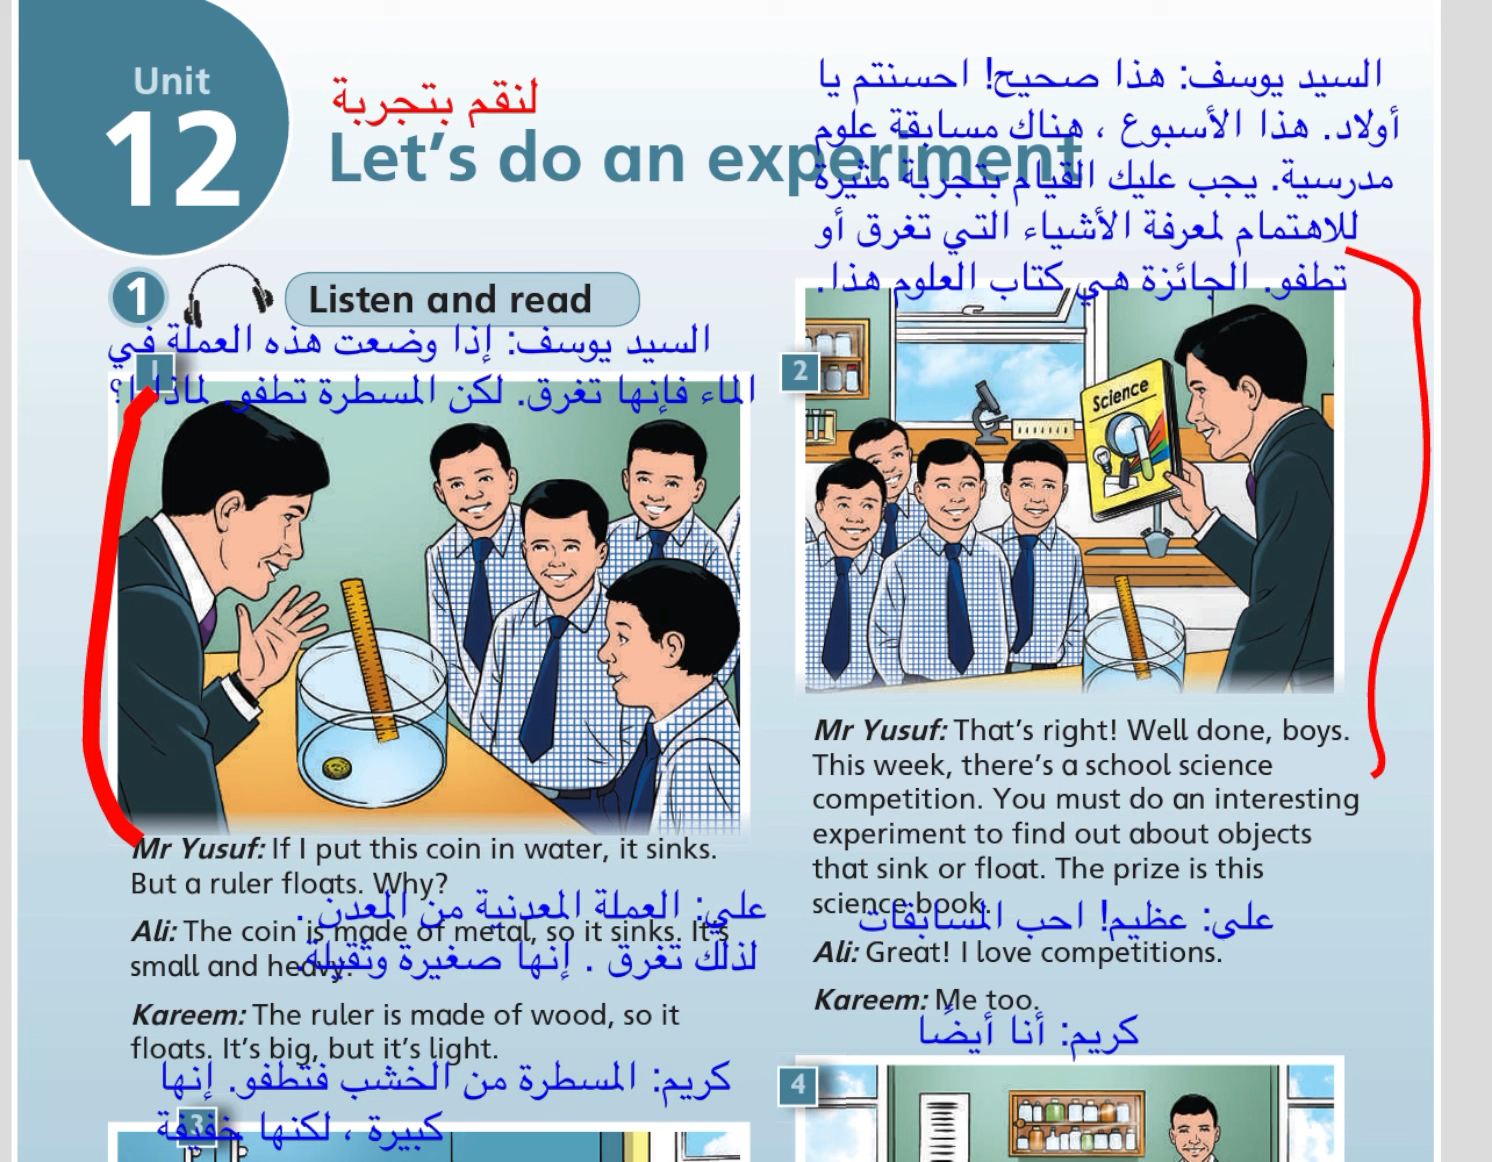 Unit
12
لنقم بتجربة
Let's do an experiment
السيد يوسف: هذا صحيح! احسنتم يا
أولاد. هذا الأسبوع ، هناك مسابقة علوم
مدرسية. يجب عليك القيام بتجربة مثيرة
للاهتمام لمعرفة الأشياء التي تغرق أو
تطفو. الجائزة هي كتاب العلوم هذا.
1
Listen and read
السيد يوسف: إذا وضعت هذه العملة في
الماء فإنها تغرق. لكن المسطرة تطفو. لماذا؟
1
Mr Yusuf: If I put this coin in water, it sinks.
But a ruler floats. Why?
علي: العملة المعدنية من المعدن .
Ali: The coin is made of metal, so it sinks. It's
لذلك تغرق . إنها صغيرة وثقيلة.
small and heavy.
Kareem: The ruler is made of wood, so it
floats. It's big, but it's light.
كريم: المسطرة من الخشب فتطفو. إنها
كبيرة ، لكنها خفيفة
2
Science
Mr Yusuf: That's right! Well done, boys.
This week, there's a school science
competition. You must do an interesting
experiment to find out about objects
that sink or float. The prize is this
science book.
على: عظيم! احب المسابقات
Ali: Great! I love competitions.
Kareem: Me too.
كريم: أنا أيضًا
3
4